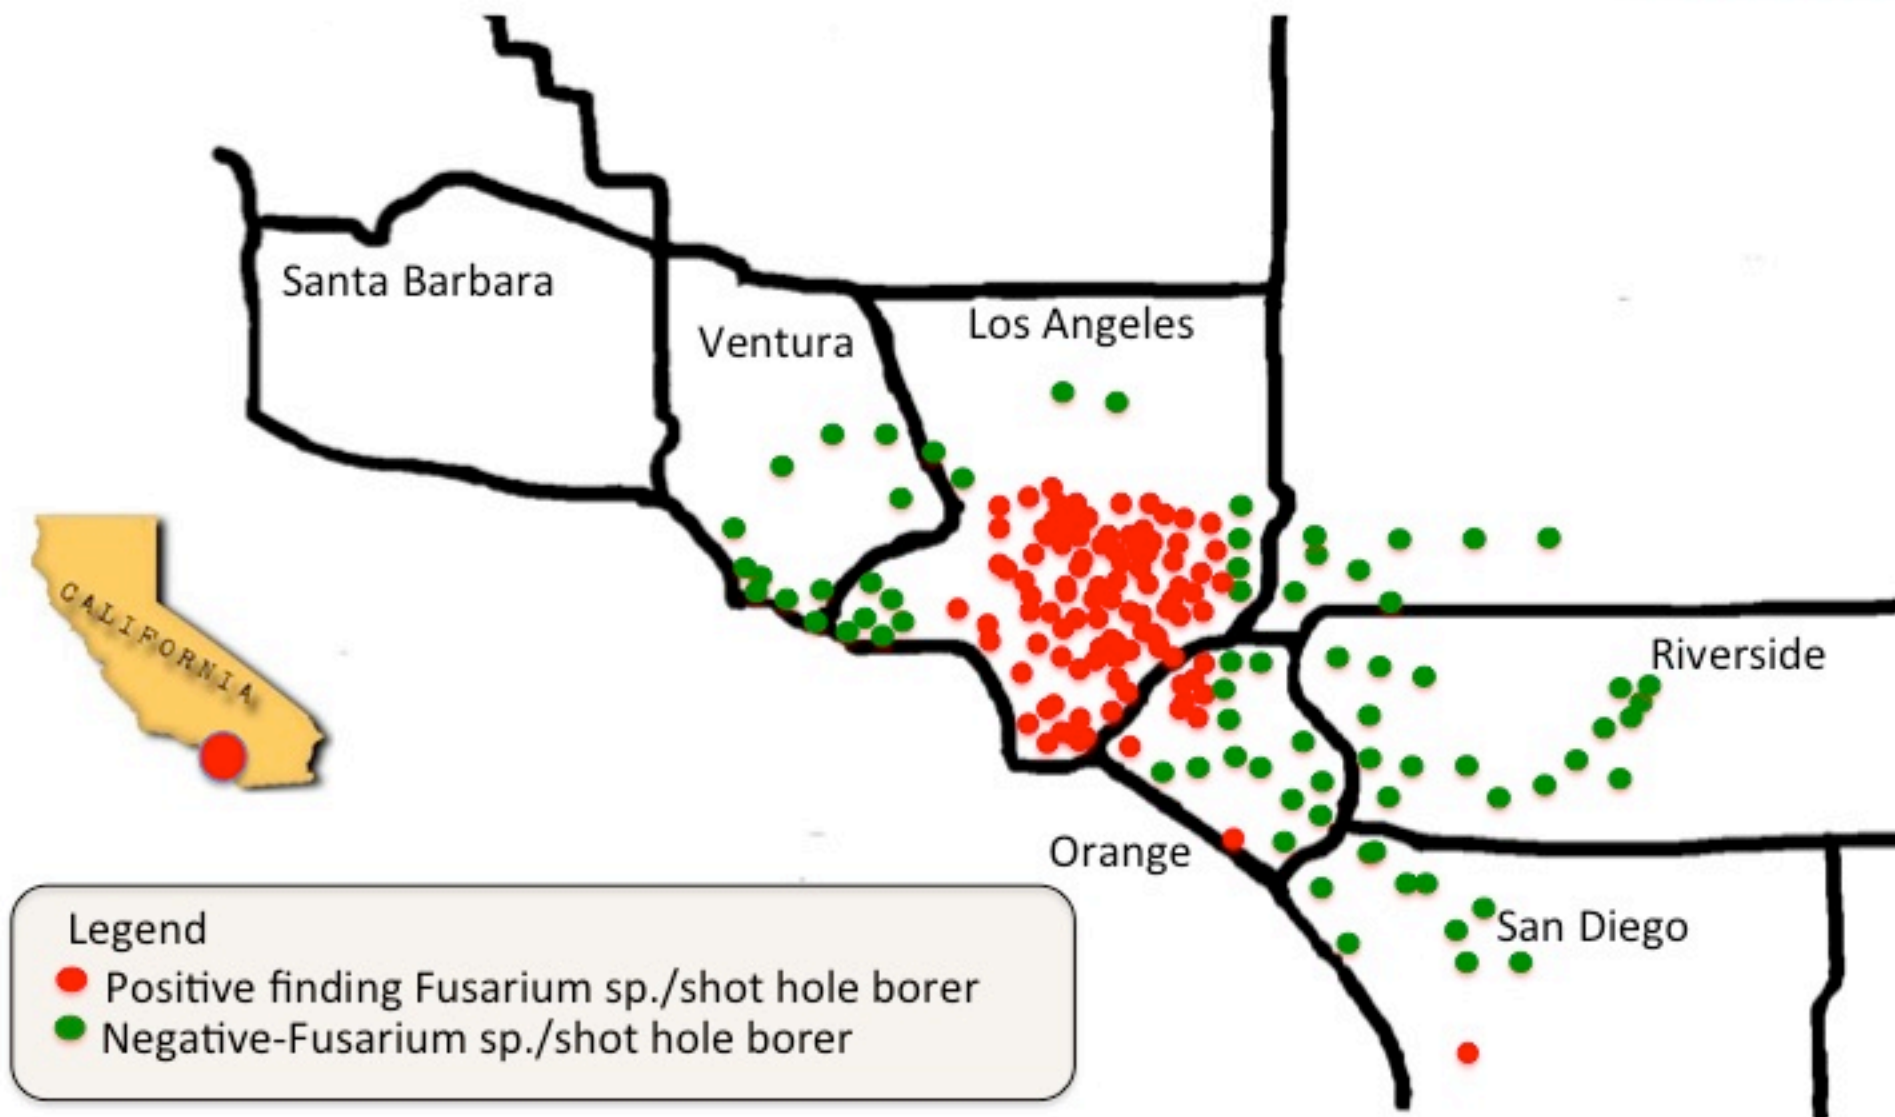 Santa Barbara
Ventura
Los Angeles
Riverside
CALIFORNIA
Orange
San Diego
Legend
Positive finding Fusarium sp./shot hole borer
Negative-Fusarium sp./shot hole borer